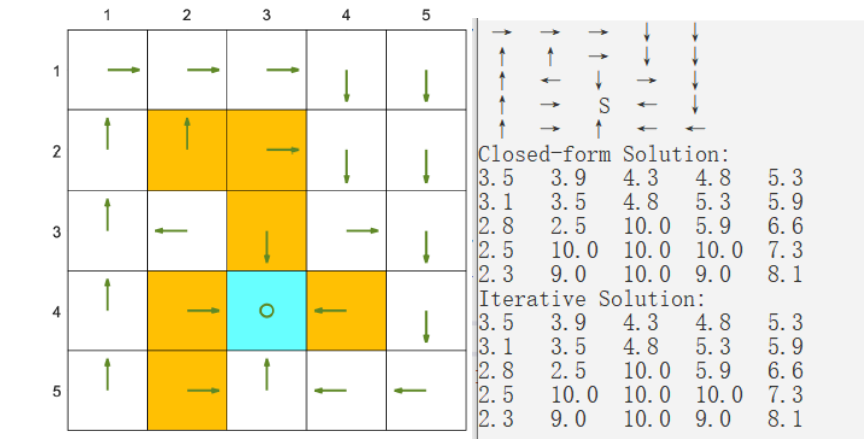 1 2 3 4 5
1
2
3
4
5
→ → → ↓ ↓
↑ ↑ → ↓ ↓
↑ ← ↓ → ↓
↑ → S ← ↓
↑ → ↑ ← ←
Closed-form Solution:
3.5 3.9 4.3 4.8 5.3
3.1 3.5 4.8 5.3 5.9
2.8 2.5 10.0 5.9 6.6
2.5 10.0 10.0 10.0 7.3
2.3 9.0 10.0 9.0 8.1
Iterative Solution:
3.5 3.9 4.3 4.8 5.3
3.1 3.5 4.8 5.3 5.9
2.8 2.5 10.0 5.9 6.6
2.5 10.0 10.0 10.0 7.3
2.3 9.0 10.0 9.0 8.1